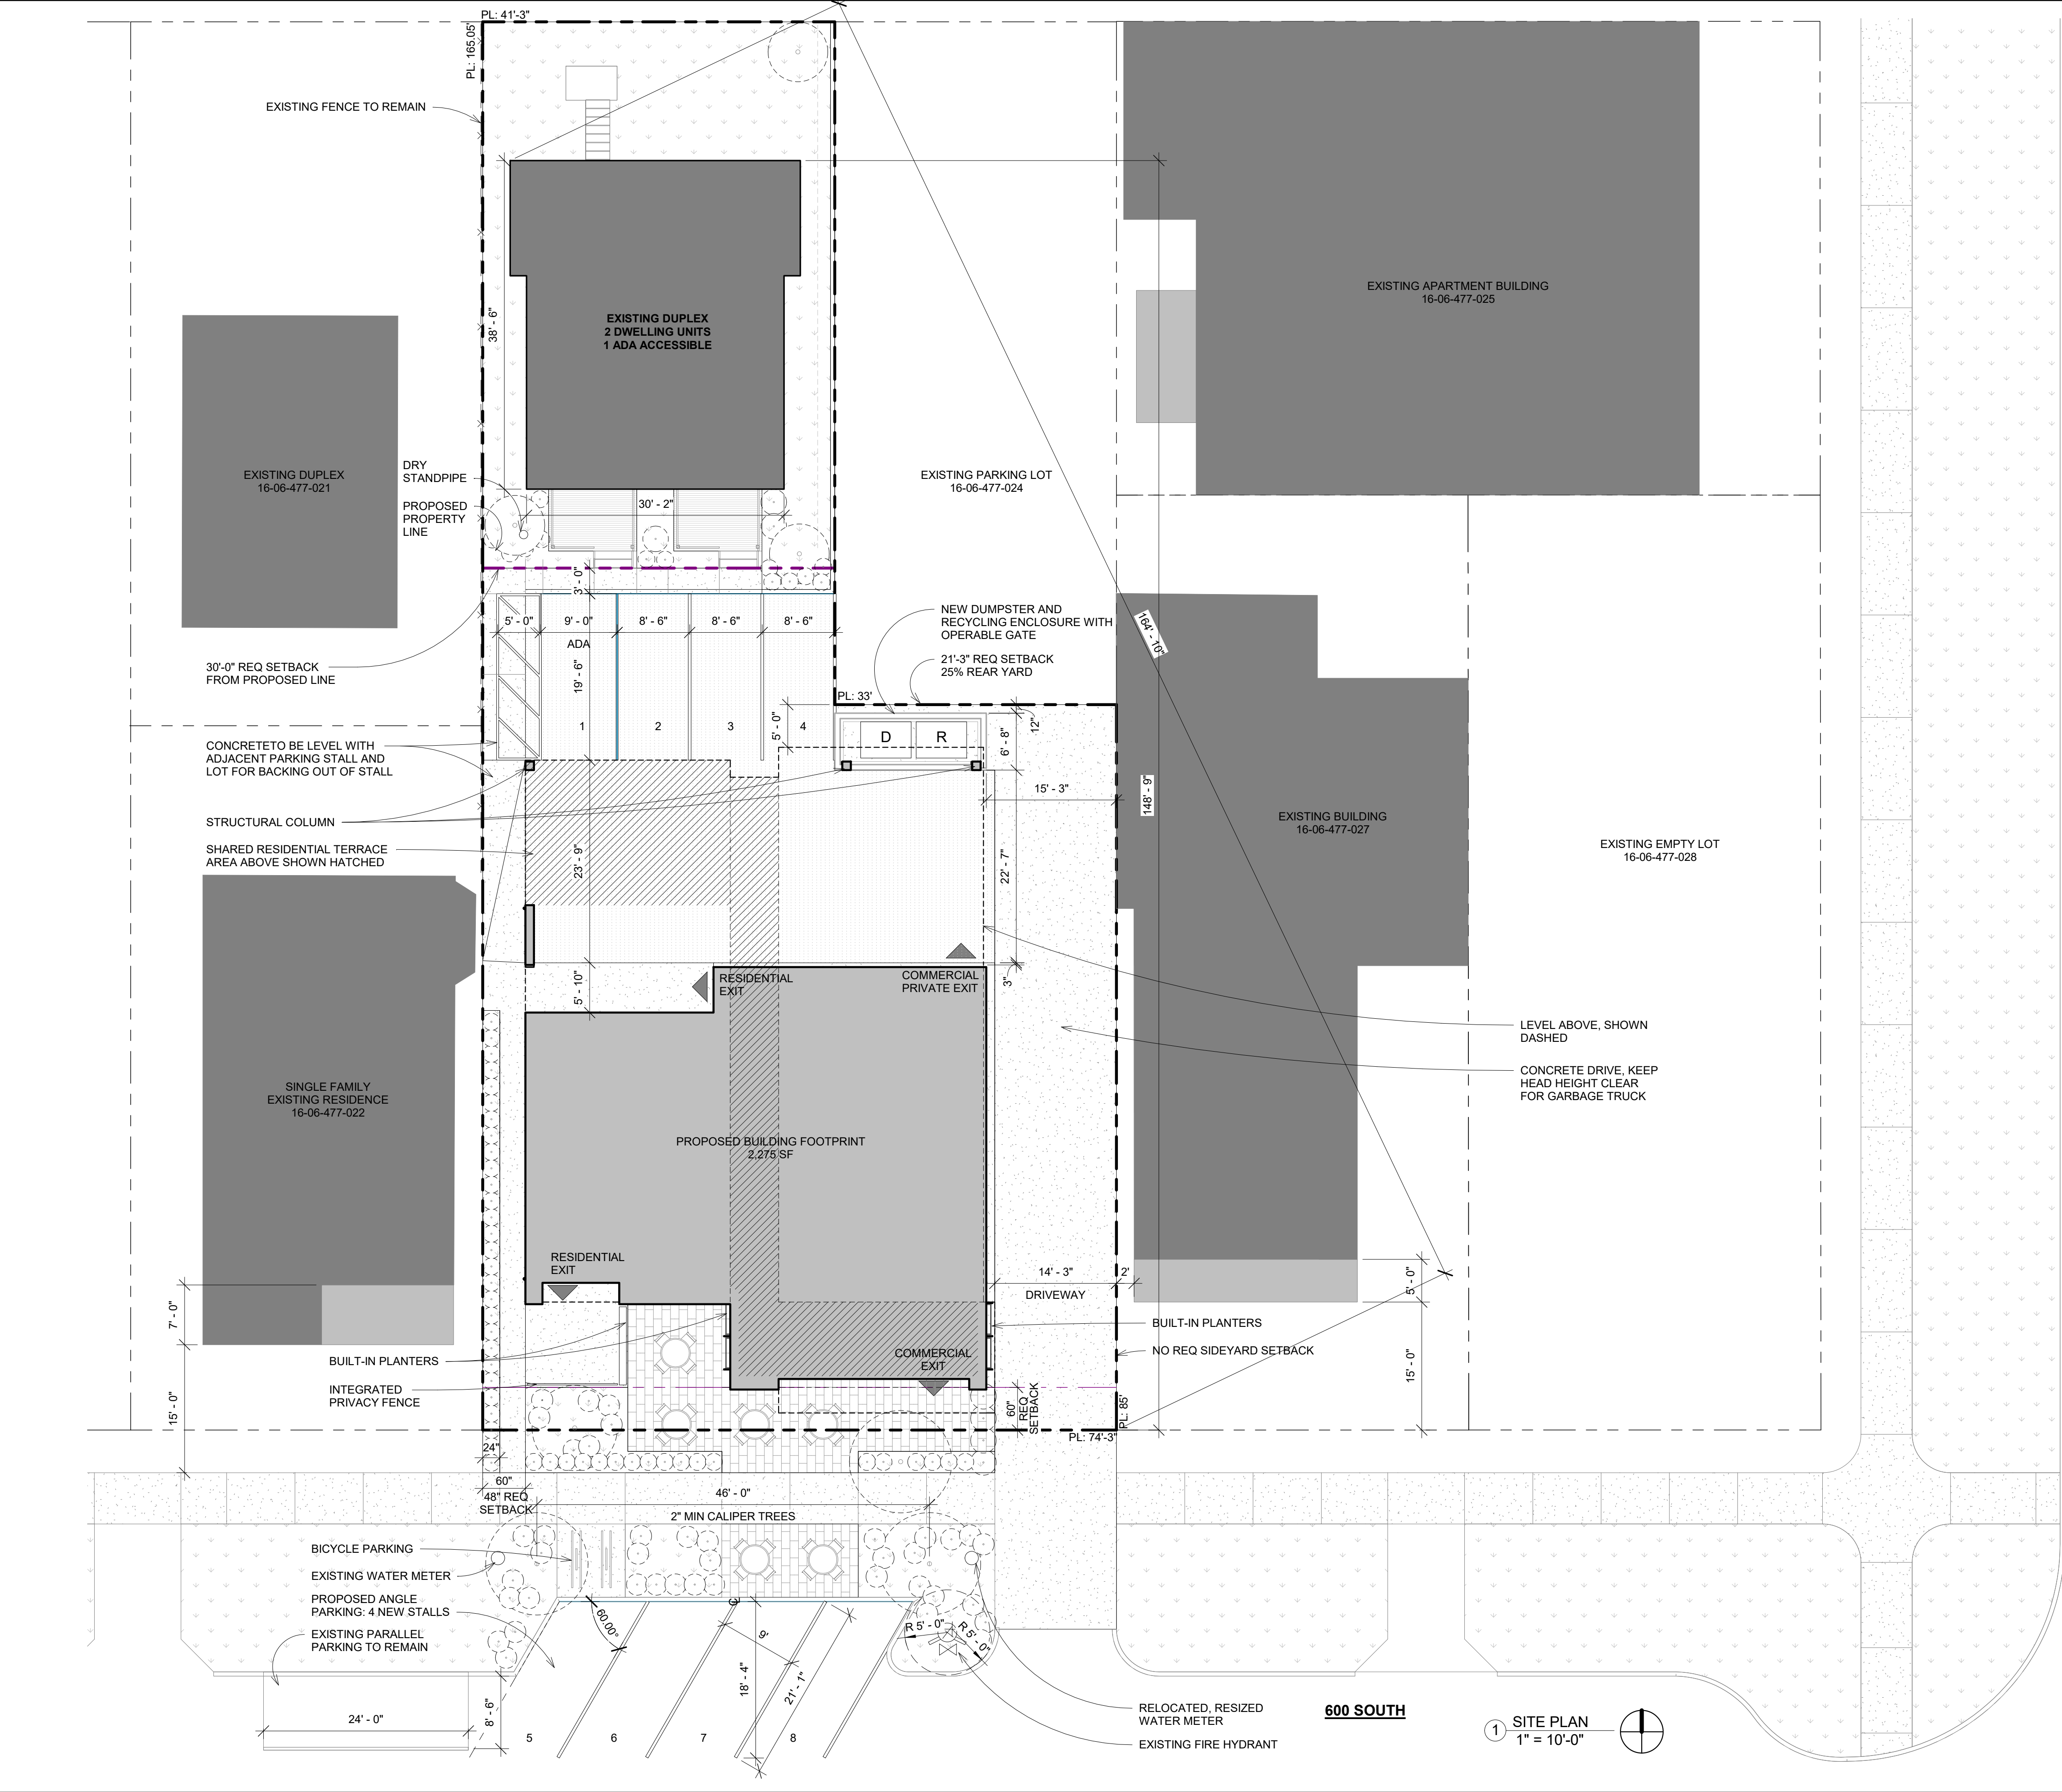 PL: 41'-3"
PL: 165.05'
EXISTING FENCE TO REMAIN
EXISTING APARTMENT BUILDING
16-06-477-025
38' - 6"
EXISTING DUPLEX
2 DWELLING UNITS
1 ADA ACCESSIBLE
EXISTING DUPLEX
16-06-477-021
DRY
STANDPIPE
PROPOSED
PROPERTY
LINE
EXISTING PARKING LOT
16-06-477-024
30' - 2"
3' - 0"
5' - 0"
9' - 0"
8' - 6"
8' - 6"
8' - 6"
ADA
19' - 6"
1
2
3
4
NEW DUMPSTER AND
RECYCLING ENCLOSURE WITH
OPERABLE GATE
164' - 10"
21'-3" REQ SETBACK
25% REAR YARD
30'-0" REQ SETBACK
FROM PROPOSED LINE
PL: 33'
5' - 0"
D
R
12"
6' - 8"
CONCRETETO BE LEVEL WITH
ADJACENT PARKING STALL AND
LOT FOR BACKING OUT OF STALL
15' - 3"
148' - 9"
STRUCTURAL COLUMN
EXISTING BUILDING
16-06-477-027
SHARED RESIDENTIAL TERRACE
AREA ABOVE SHOWN HATCHED
EXISTING EMPTY LOT
16-06-477-028
23' - 9"
22' - 7"
5' - 10"
RESIDENTIAL
EXIT
COMMERCIAL
PRIVATE EXIT
3"
LEVEL ABOVE, SHOWN
DASHED
CONCRETE DRIVE, KEEP
HEAD HEIGHT CLEAR
FOR GARBAGE TRUCK
SINGLE FAMILY
EXISTING RESIDENCE
16-06-477-022
PROPOSED BUILDING FOOTPRINT
2,275 SF
RESIDENTIAL
EXIT
14' - 3"
2'
DRIVEWAY
5' - 0"
7' - 0"
BUILT-IN PLANTERS
BUILT-IN PLANTERS
COMMERCIAL
EXIT
NO REQ SIDEYARD SETBACK
15' - 0"
INTEGRATED
PRIVACY FENCE
15' - 0"
60"
REQ
SETBACK
PL: 85'
PL: 74'-3"
24"
60"
48" REQ
SETBACK
46' - 0"
2" MIN CALIPER TREES
BICYCLE PARKING
EXISTING WATER METER
PROPOSED ANGLE
PARKING: 4 NEW STALLS
EXISTING PARALLEL
PARKING TO REMAIN
60.00°
9'
R 5' - 0"
R 5' - 0"
18' - 4"
21' - 1"
8' - 6"
24' - 0"
5
6
7
8
RELOCATED, RESIZED
WATER METER
EXISTING FIRE HYDRANT
600 SOUTH
1
SITE PLAN
1" = 10'-0"